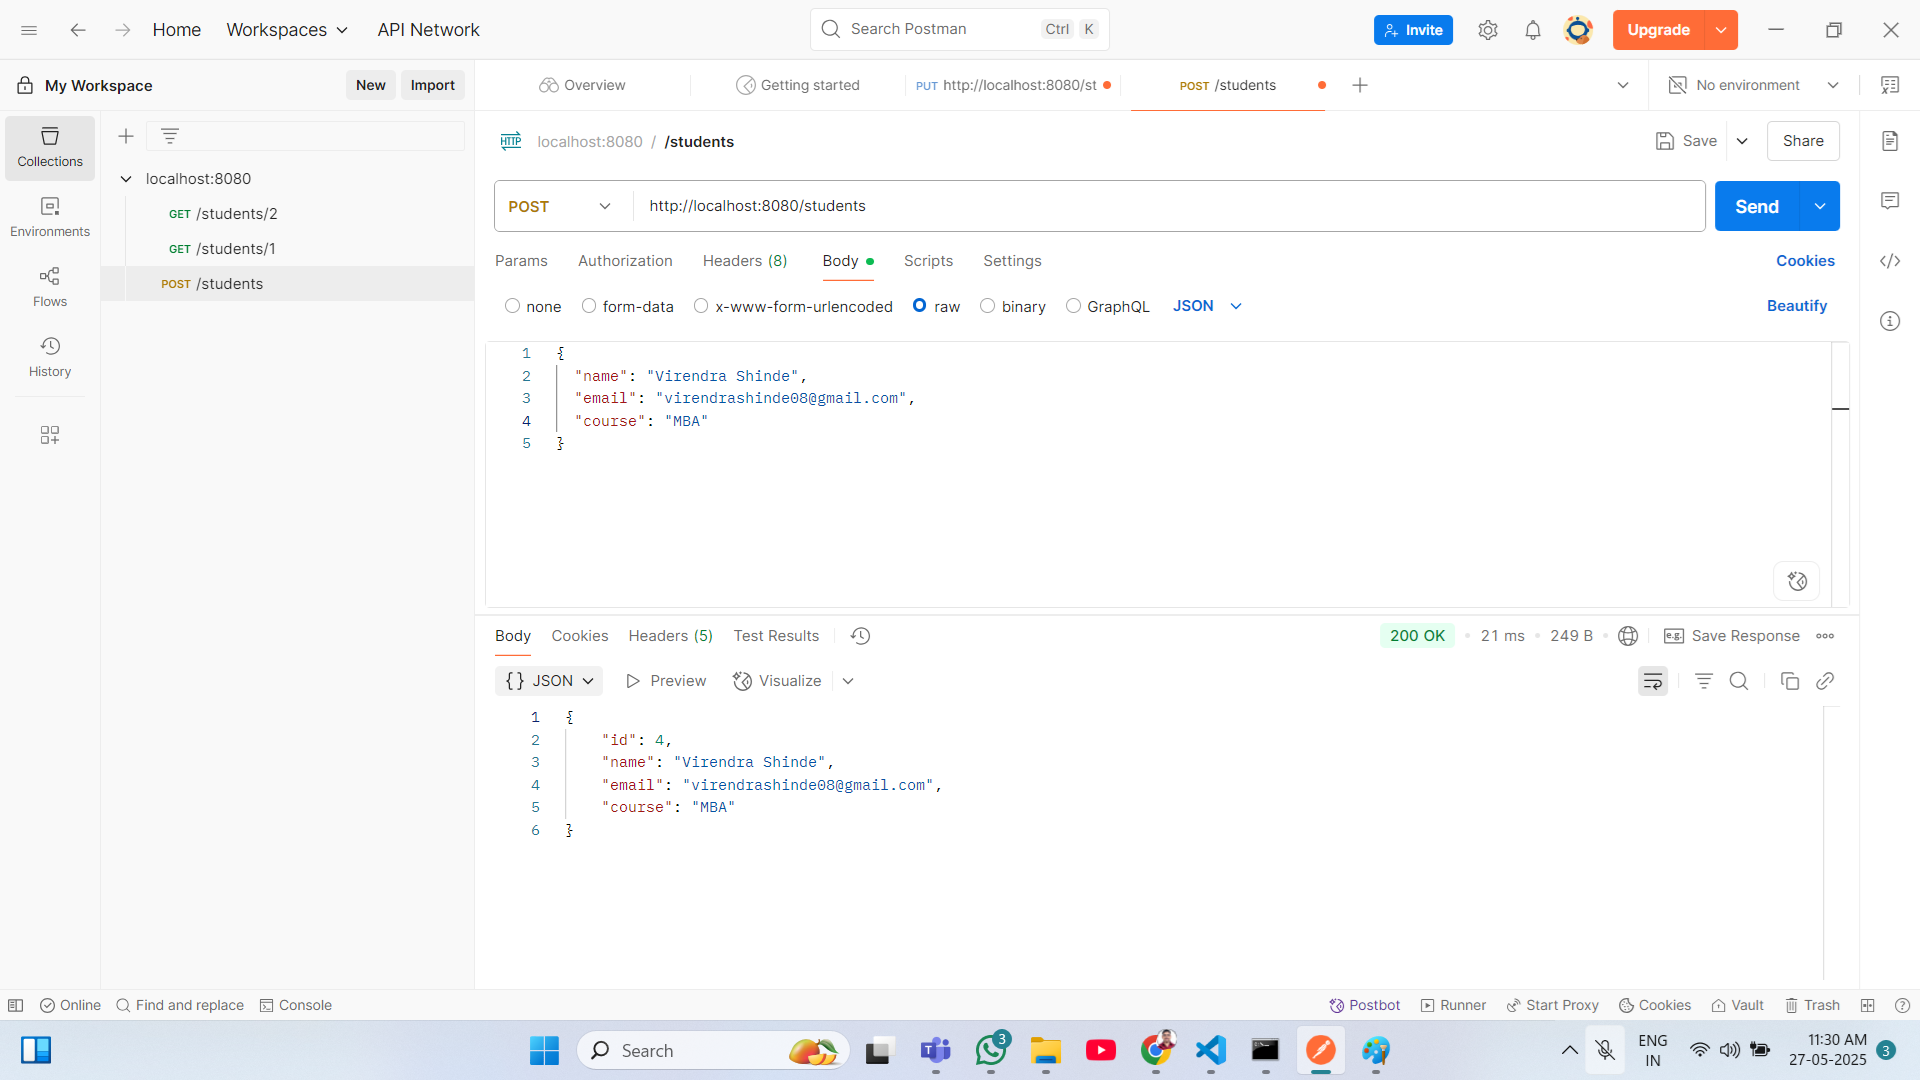 Home Workspaces API Network Search Postman Ctrl K Invite Upgrade
My Workspace New Import Overview Getting started PUT http://localhost:8080/st POST /students No environment
Collections
Environments
Flows
History
localhost:8080
GET /students/2
GET /students/1
POST /students
HTTP localhost:8080 / /students Save Share
POST http://localhost:8080/students Send
Params Authorization Headers (8) Body Scripts Settings Cookies
none form-data x-www-form-urlencoded raw binary GraphQL JSON Beautify
1 {
2 "name": "Virendra Shinde",
3 "email": "virendrashinde08@gmail.com",
4 "course": "MBA"
5 }
Body Cookies Headers (5) Test Results 200 OK 21 ms 249 B e.g. Save Response
{} JSON Preview Visualize
1 {
2 "id": 4,
3 "name": "Virendra Shinde",
4 "email": "virendrashinde08@gmail.com",
5 "course": "MBA"
6 }
Online Find and replace Console Postbot Runner Start Proxy Cookies Vault Trash
Search 3 ENG 11:30 AM
IN 27-05-2025 3